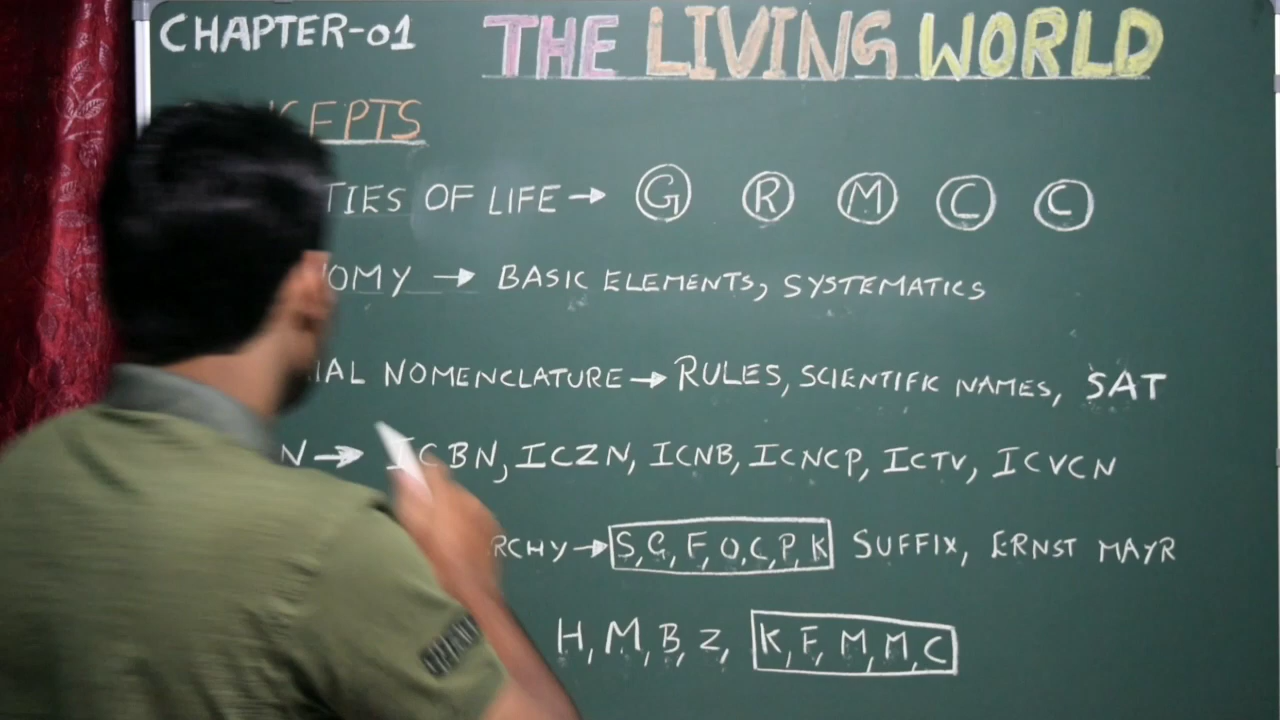 CHAPTER-01 THE LIVING WORLD
CEPTS
TIES OF LIFE → G R M C C
OMY → BASIC ELEMENTS, SYSTEMATICS
IAL NOMENCLATURE → RULES, SCIENTIFIC NAMES, SAT
N → ICBN, ICZN, ICNB, ICNCP, ICTV, ICVCN
RCHY → S, G, F, O, C, P, K SUFFIX, ERNST MAYR
H, M, B, Z, K, F, M, M, C